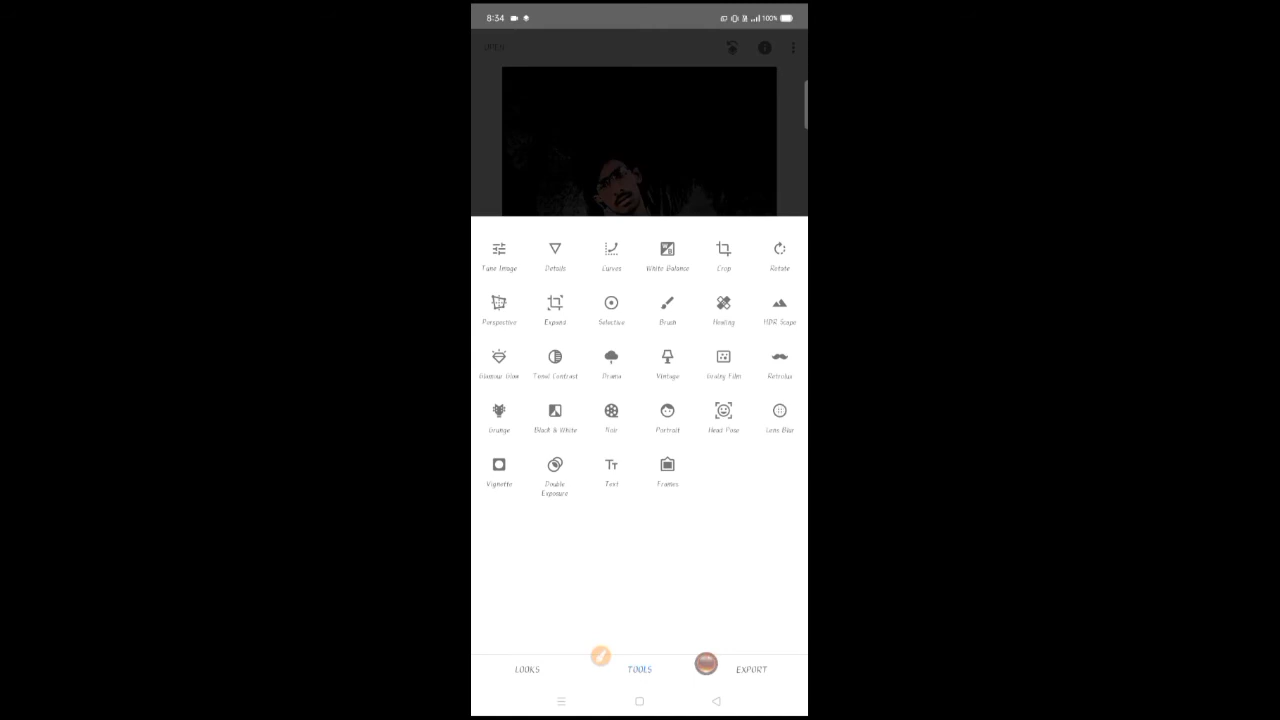 8:34 100%
OPEN
Tune Image Details Curves White Balance Crop Rotate
Perspective Expand Selective Brush Healing HDR Scape
Glamour Glow Tonal Contrast Drama Vintage Grainy Film Retrolux
Grunge Black & White Noir Portrait Head Pose Lens Blur
Vignette Double Text Frames
Exposure
LOOKS TOOLS EXPORT